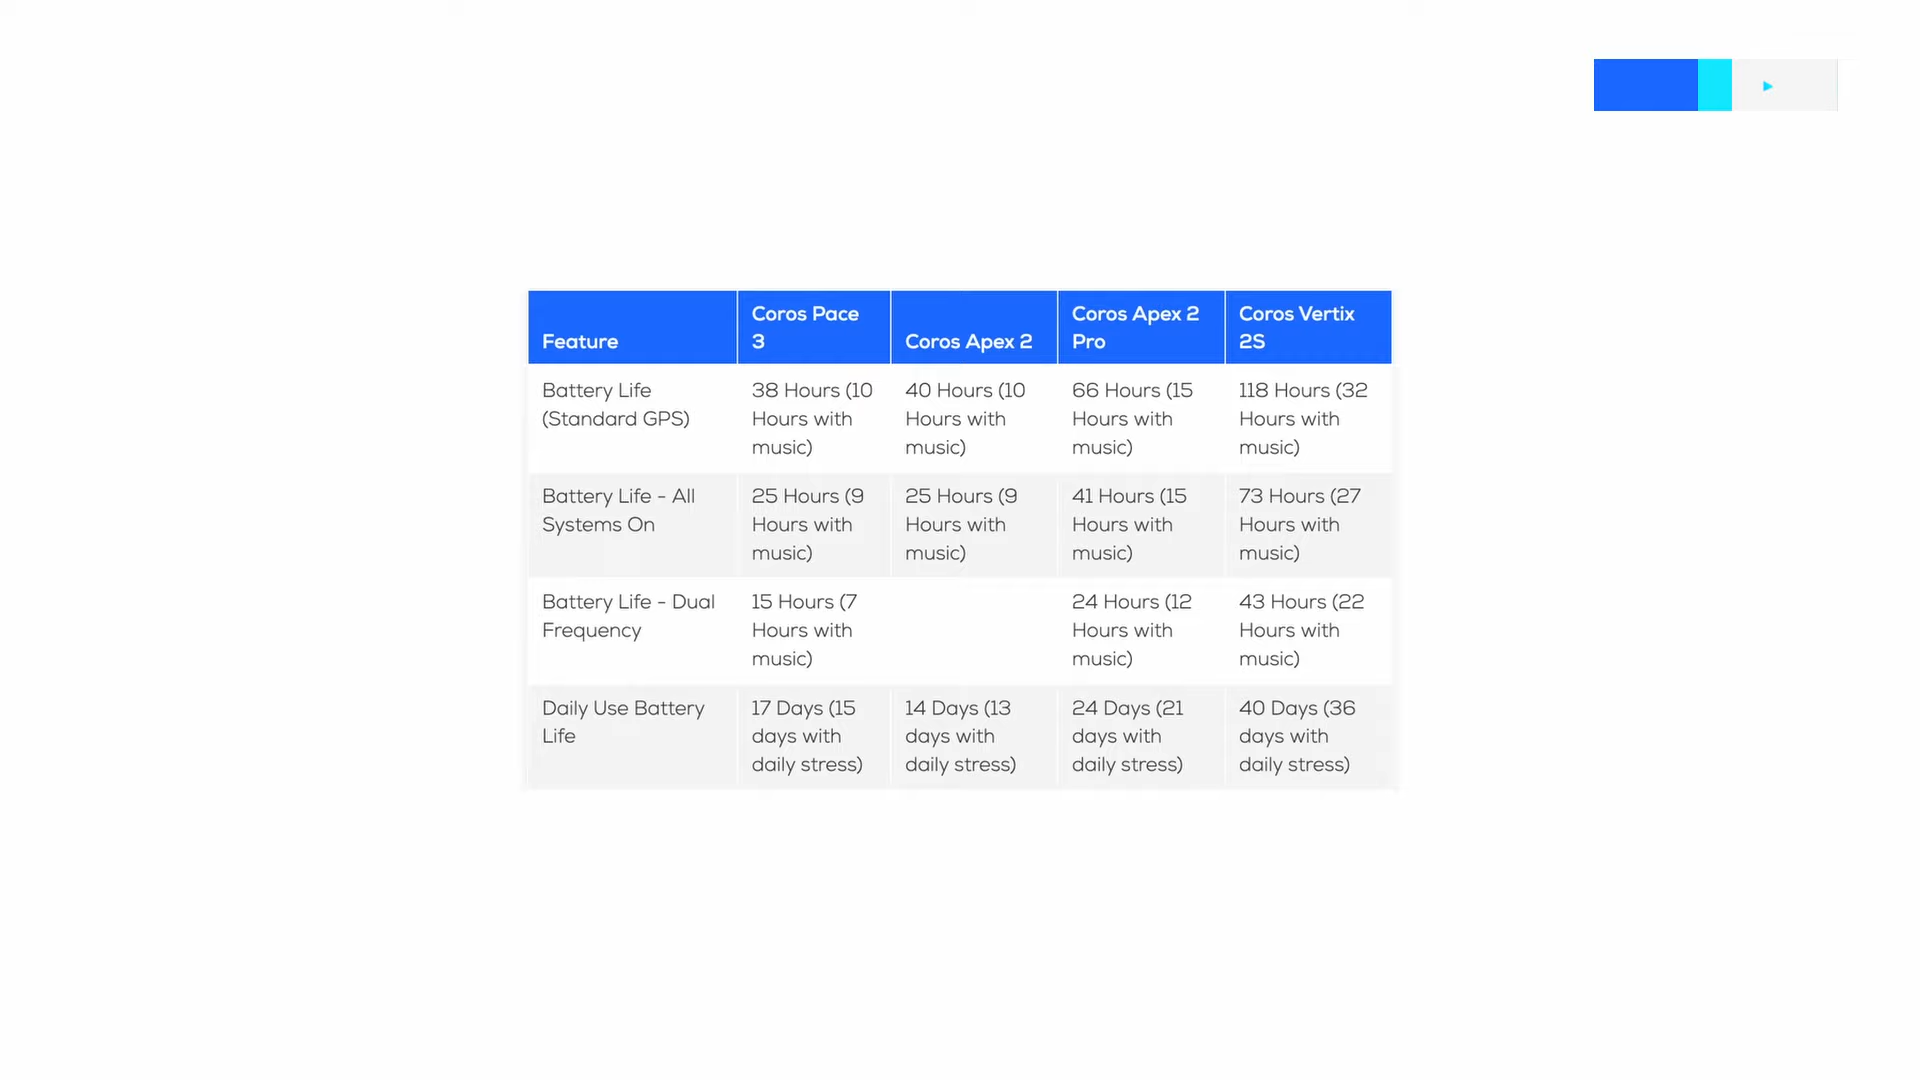 Feature
Coros Pace
3
Coros Apex 2
Coros Apex 2
Pro
Coros Vertix
2S
Battery Life
(Standard GPS)
38 Hours (10
Hours with
music)
40 Hours (10
Hours with
music)
66 Hours (15
Hours with
music)
118 Hours (32
Hours with
music)
Battery Life - All
Systems On
25 Hours (9
Hours with
music)
25 Hours (9
Hours with
music)
41 Hours (15
Hours with
music)
73 Hours (27
Hours with
music)
Battery Life - Dual
Frequency
15 Hours (7
Hours with
music)
24 Hours (12
Hours with
music)
43 Hours (22
Hours with
music)
Daily Use Battery
Life
17 Days (15
days with
daily stress)
14 Days (13
days with
daily stress)
24 Days (21
days with
daily stress)
40 Days (36
days with
daily stress)